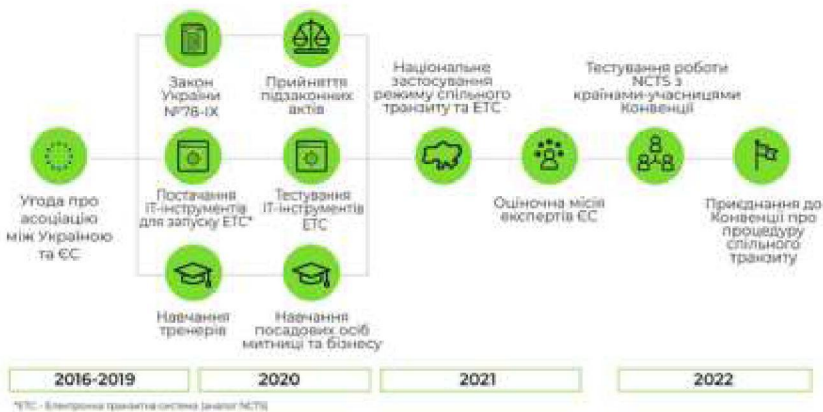 Угода про
асоціацію
між Україною
та ЄС
Закон
України
№76-IX
Прийняття
підзаконних
актів
Постачання
ІТ-інструментів
для запуску ЕТС*
Тестування
ІТ-інструментів
ЕТС
Навчання
тренерів
Навчання
посадових осіб
митниці та бізнесу
Національне
застосування
режиму спільного
транзиту та ЕТС
Оціночна місія
експертів ЄС
Тестування роботи
NCTS з
країнами-учасницями
Конвенції
Приєднання до
Конвенції про
процедуру
спільного
транзиту
2016-2019
2020
2021
2022
*ЕТС - Електронна транзитна система (аналог NCTS)